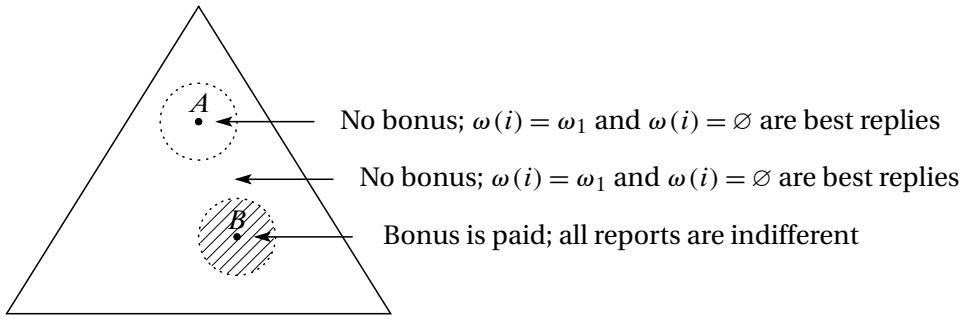 A
No bonus; ω(i) = ω₁ and ω(i) = ∅ are best replies
No bonus; ω(i) = ω₁ and ω(i) = ∅ are best replies
B
Bonus is paid; all reports are indifferent